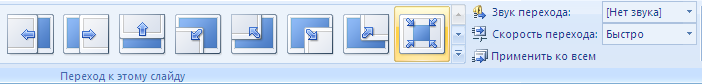 Звук перехода: [Нет звука]
Скорость перехода: Быстро
Применить ко всем
Переход к этому слайду